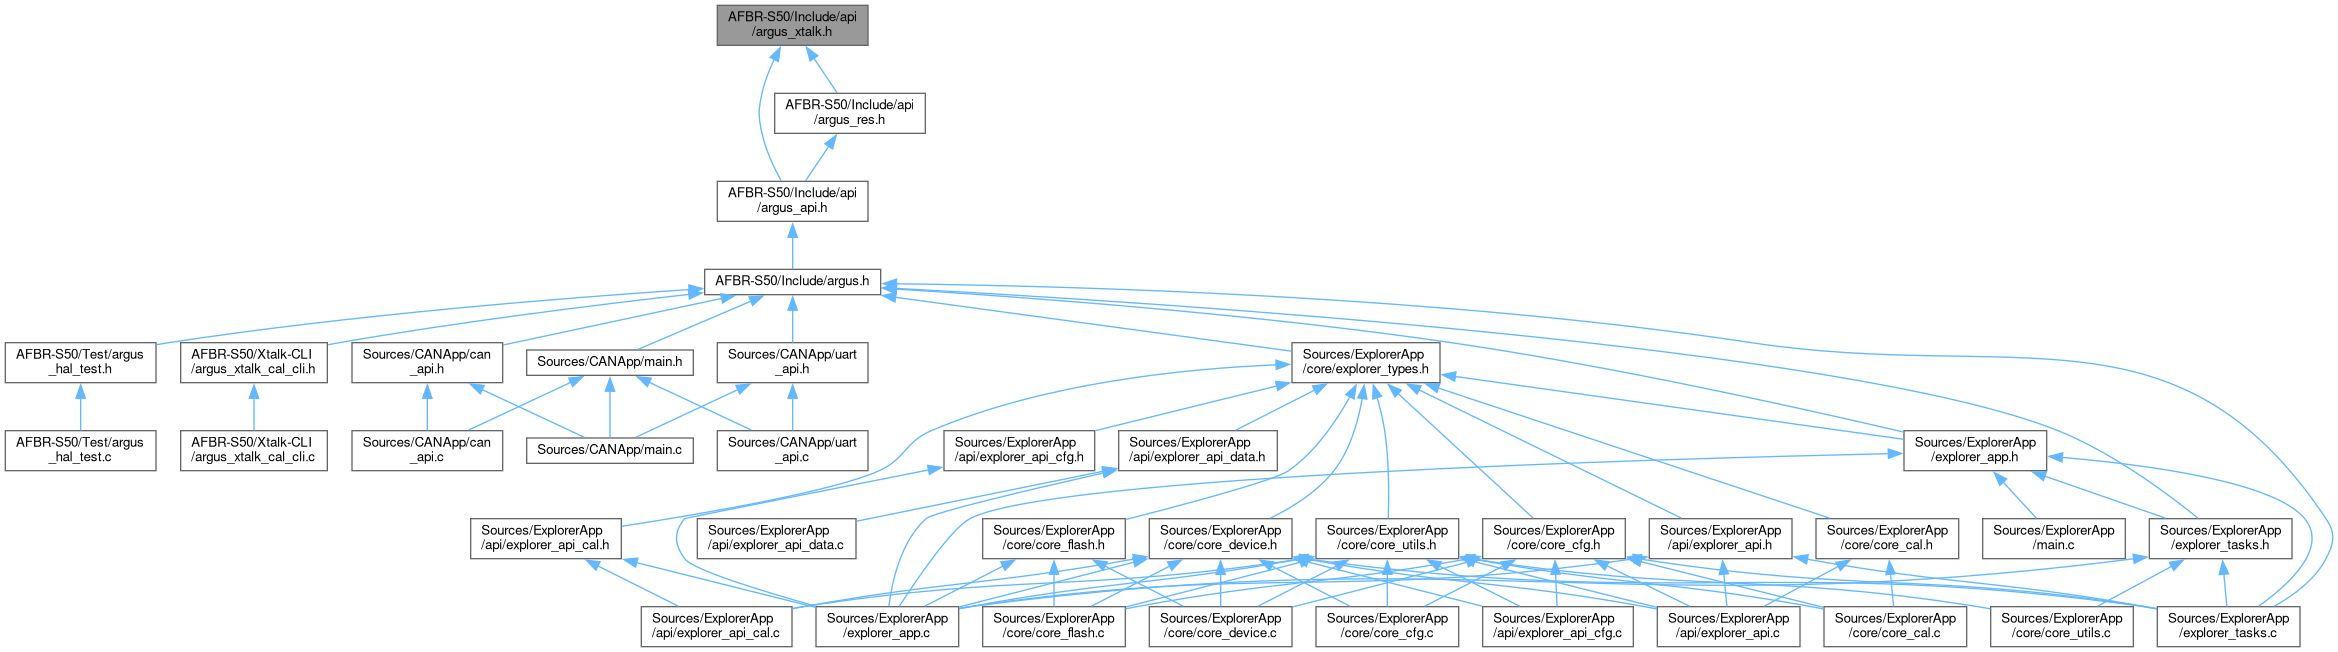 AFBR-S50/Include/api
/argus_xtalk.h
AFBR-S50/Include/api
/argus_res.h
AFBR-S50/Include/api
/argus_api.h
AFBR-S50/Include/argus.h
AFBR-S50/Test/argus
_hal_test.h
AFBR-S50/Xtalk-CLI
/argus_xtalk_cal_cli.h
Sources/CANApp/can
_api.h
Sources/CANApp/main.h
Sources/CANApp/uart
_api.h
Sources/ExplorerApp
/core/explorer_types.h
AFBR-S50/Test/argus
_hal_test.c
AFBR-S50/Xtalk-CLI
/argus_xtalk_cal_cli.c
Sources/CANApp/can
_api.c
Sources/CANApp/main.c
Sources/CANApp/uart
_api.c
Sources/ExplorerApp
/api/explorer_api_cfg.h
Sources/ExplorerApp
/api/explorer_api_data.h
Sources/ExplorerApp
/explorer_app.h
Sources/ExplorerApp
/api/explorer_api_cal.h
Sources/ExplorerApp
/api/explorer_api_data.c
Sources/ExplorerApp
/core/core_flash.h
Sources/ExplorerApp
/core/core_device.h
Sources/ExplorerApp
/core/core_utils.h
Sources/ExplorerApp
/core/core_cfg.h
Sources/ExplorerApp
/api/explorer_api.h
Sources/ExplorerApp
/core/core_cal.h
Sources/ExplorerApp
/main.c
Sources/ExplorerApp
/explorer_tasks.h
Sources/ExplorerApp
/api/explorer_api_cal.c
Sources/ExplorerApp
/explorer_app.c
Sources/ExplorerApp
/core/core_flash.c
Sources/ExplorerApp
/core/core_device.c
Sources/ExplorerApp
/core/core_cfg.c
Sources/ExplorerApp
/api/explorer_api_cfg.c
Sources/ExplorerApp
/api/explorer_api.c
Sources/ExplorerApp
/core/core_cal.c
Sources/ExplorerApp
/core/core_utils.c
Sources/ExplorerApp
/explorer_tasks.c